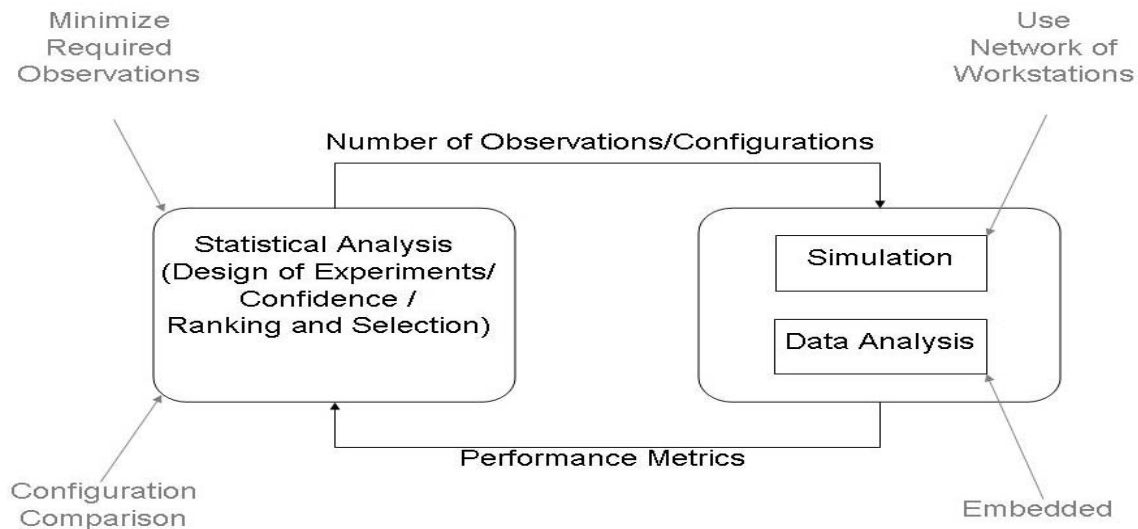 Minimize
Required
Observations
Use
Network of
Workstations
Number of Observations/Configurations
Statistical Analysis
(Design of Experiments/
Confidence /
Ranking and Selection)
Simulation
Data Analysis
Performance Metrics
Configuration
Comparison
Embedded